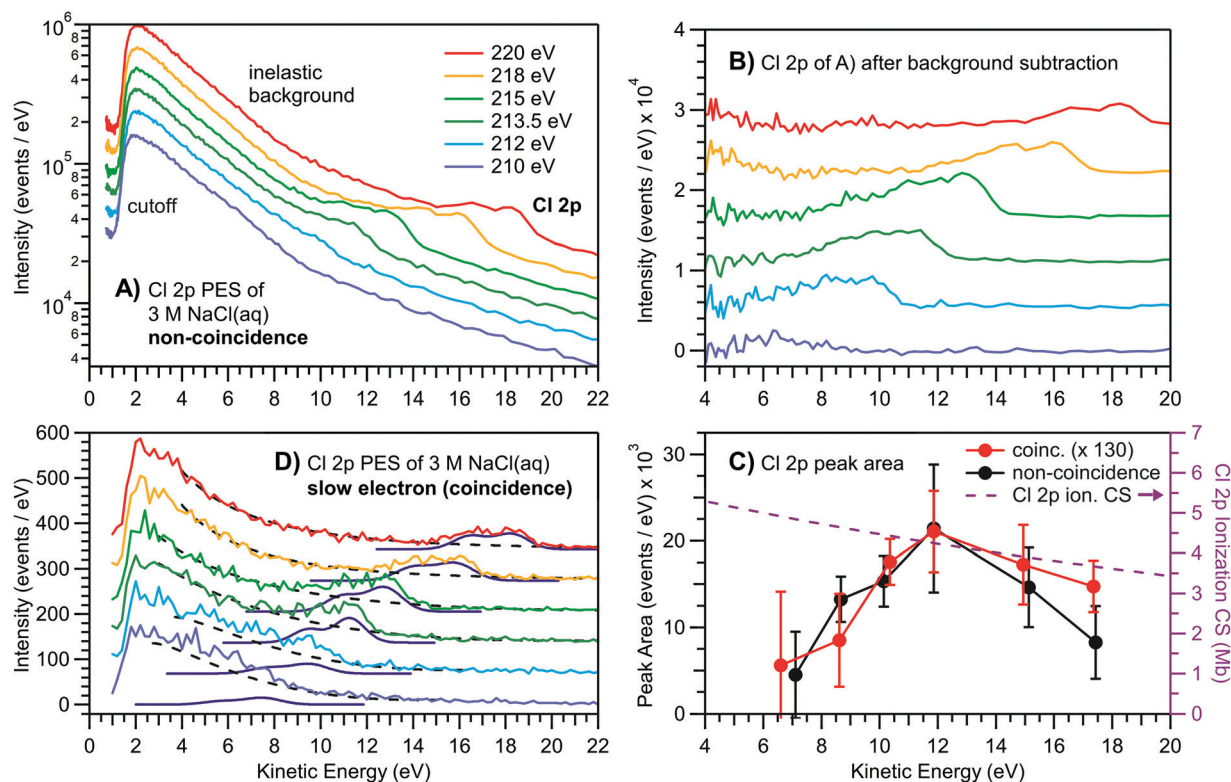 Intensity (events / eV)
10^6
8
6
4
2
10^5
8
6
4
2
10^4
8
6
4
inelastic
background
cutoff
220 eV
218 eV
215 eV
213.5 eV
212 eV
210 eV
Cl 2p
A) Cl 2p PES of
3 M NaCl(aq)
non-coincidence
0 2 4 6 8 10 12 14 16 18 20 22
B) Cl 2p of A) after background subtraction
Intensity (events / eV) x 10^4
4
3
2
1
0
4 6 8 10 12 14 16 18 20
D) Cl 2p PES of 3 M NaCl(aq)
slow electron (coincidence)
Intensity (events / eV)
600
500
400
300
200
100
0
0 2 4 6 8 10 12 14 16 18 20 22
Kinetic Energy (eV)
C) Cl 2p peak area
coinc. (x 130)
non-coincidence
Cl 2p ion. CS →
Peak Area (events / eV) x 10^3
30
20
10
0
7
6
5
4
3
2
1
0
Cl 2p Ionization CS (Mb)
4 6 8 10 12 14 16 18 20
Kinetic Energy (eV)